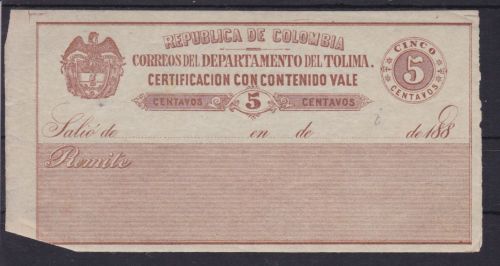 REPUBLICA DE COLOMBIA
CORREOS DEL DEPARTAMENTO DEL TOLIMA.
CERTIFICACION CON CONTENIDO VALE
CENTAVOS 5 CENTAVOS
CINCO
5
CENTAVOS
Salió de en de de 188
Remite